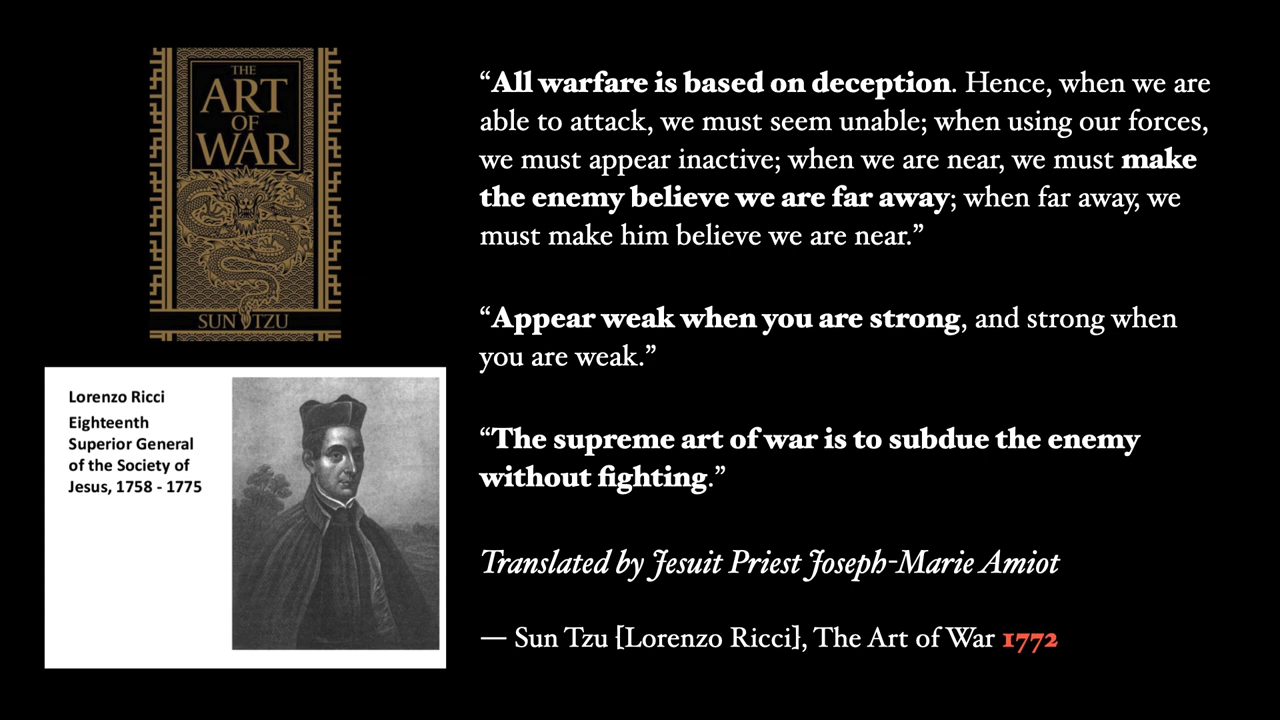 THE
ART
OF
WAR
SUN TZU
Lorenzo Ricci
Eighteenth
Superior General
of the Society of
Jesus, 1758 - 1775
“All warfare is based on deception. Hence, when we are
able to attack, we must seem unable; when using our forces,
we must appear inactive; when we are near, we must make
the enemy believe we are far away; when far away, we
must make him believe we are near.”
“Appear weak when you are strong, and strong when
you are weak.”
“The supreme art of war is to subdue the enemy
without fighting.”
Translated by Jesuit Priest Joseph-Marie Amiot
— Sun Tzu [Lorenzo Ricci], The Art of War 1772